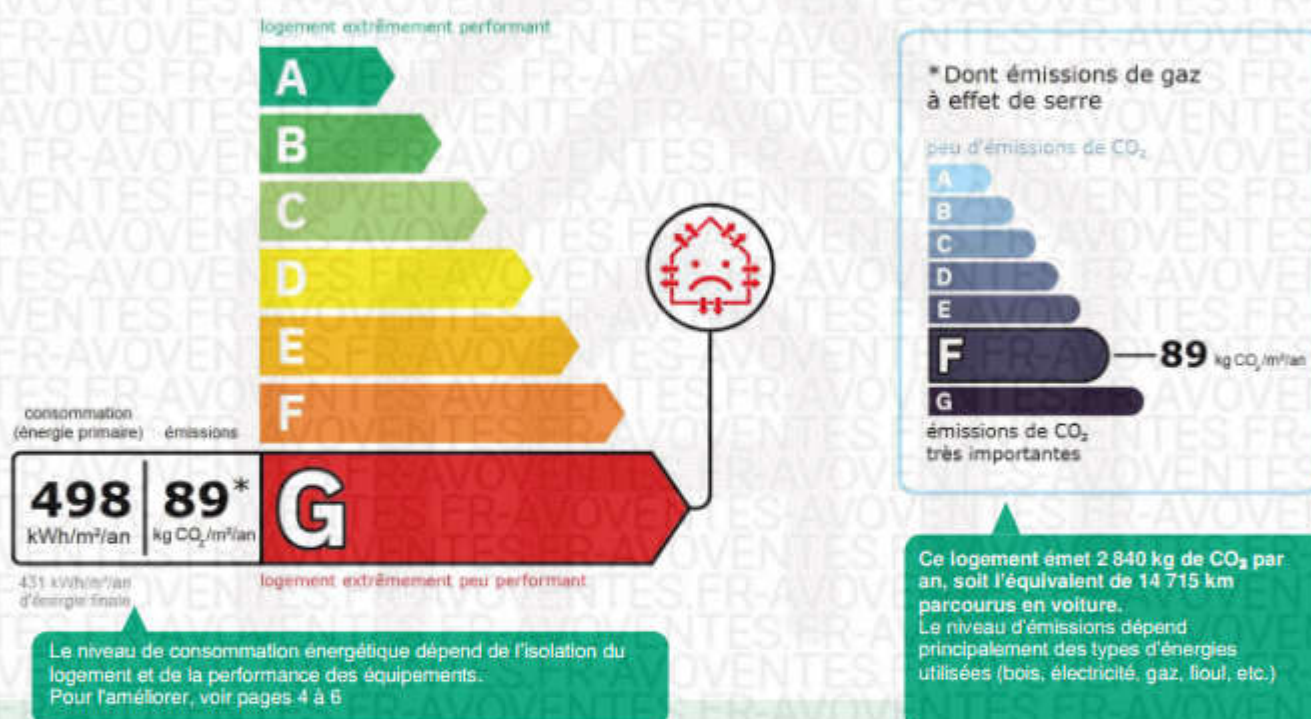 logement extrêmement performant
A
B
C
D
E
F
consommation
(énergie primaire)
émissions
498
kWh/m²/an
89*
kg CO₂/m²/an
G
431 kWh/m²/an
d'énergie finale
logement extrêmement peu performant
Le niveau de consommation énergétique dépend de l'isolation du
logement et de la performance des équipements.
Pour l'améliorer, voir pages 4 à 6
*Dont émissions de gaz
à effet de serre
peu d'émissions de CO₂
A
B
C
D
E
F
89 kg CO₂/m²/an
G
émissions de CO₂
très importantes
Ce logement émet 2 840 kg de CO₂ par
an, soit l'équivalent de 14 715 km
parcourus en voiture.
Le niveau d'émissions dépend
principalement des types d'énergies
utilisées (bois, électricité, gaz, fioul, etc.)
AVOVENTES.FR